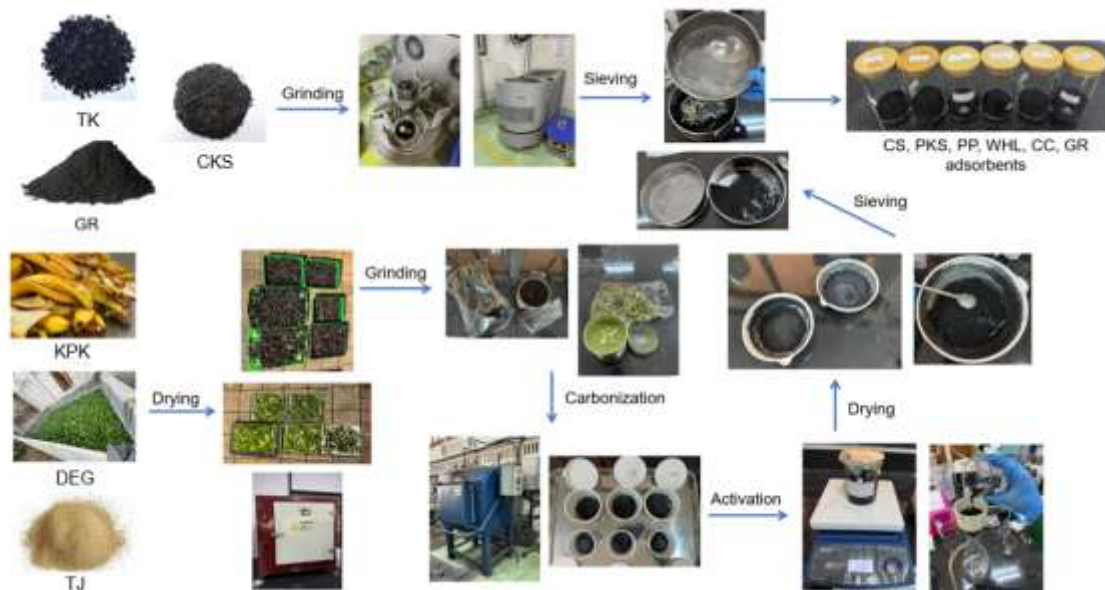 TK
CKS
Grinding
Sieving
CS, PKS, PP, WHL, CC, GR
adsorbents
GR
Sieving
KPK
Grinding
Drying
DEG
Carbonization
Drying
Activation
TJ